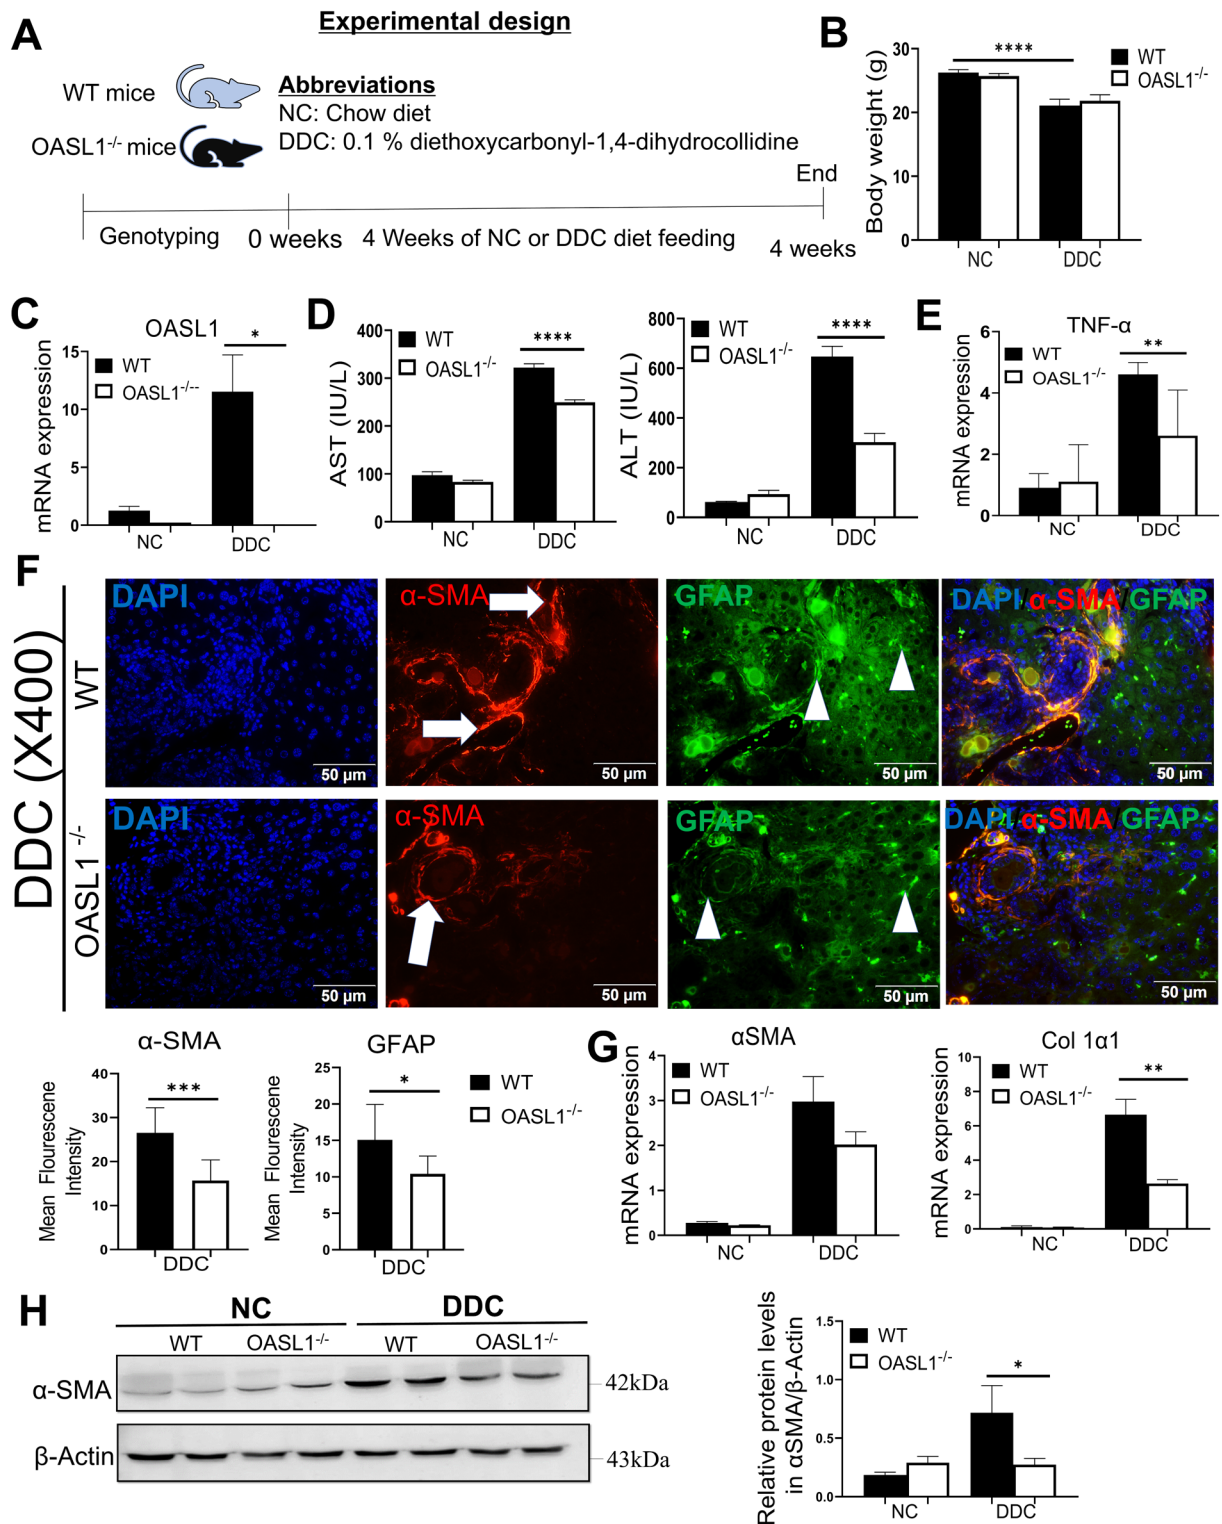 A
Experimental design
WT mice
OASL1-/- mice
Abbreviations
NC: Chow diet
DDC: 0.1 % diethoxycarbonyl-1,4-dihydrocollidine
End
Genotyping
0 weeks
4 Weeks of NC or DDC diet feeding
4 weeks
B
Body weight (g)
30
20
10
0
****
WT
OASL1-/-
NC
DDC
C
OASL1
mRNA expression
15
10
5
0
*
WT
OASL1-/--
NC
DDC
D
AST (IU/L)
400
300
200
100
0
WT
OASL1-/-
****
NC
DDC
ALT (IU/L)
800
600
400
200
0
WT
OASL1-/-
****
NC
DDC
E
TNF-α
mRNA expression
6
4
2
0
WT
OASL1-/-
**
NC
DDC
F
DDC (X400)
WT
DAPI
50 µm
α-SMA
50 µm
GFAP
50 µm
DAPI/α-SMA/GFAP
50 µm
OASL1 -/-
DAPI
50 µm
α-SMA
50 µm
GFAP
50 µm
DAPI/α-SMA/GFAP
50 µm
α-SMA
Mean Flourescene
Intensity
40
30
20
10
0
***
DDC
GFAP
Mean Flourescene
Intensity
25
20
15
10
5
0
*
DDC
WT
OASL1-/-
G
αSMA
mRNA expression
4
3
2
1
0
WT
OASL1-/-
NC
DDC
Col 1α1
mRNA expression
10
8
6
4
2
0
WT
OASL1-/-
**
NC
DDC
H
NC
DDC
WT
OASL1-/-
WT
OASL1-/-
α-SMA
42kDa
β-Actin
43kDa
Relative protein levels
in αSMA/β-Actin
1.5
1.0
0.5
0.0
WT
OASL1-/-
*
NC
DDC